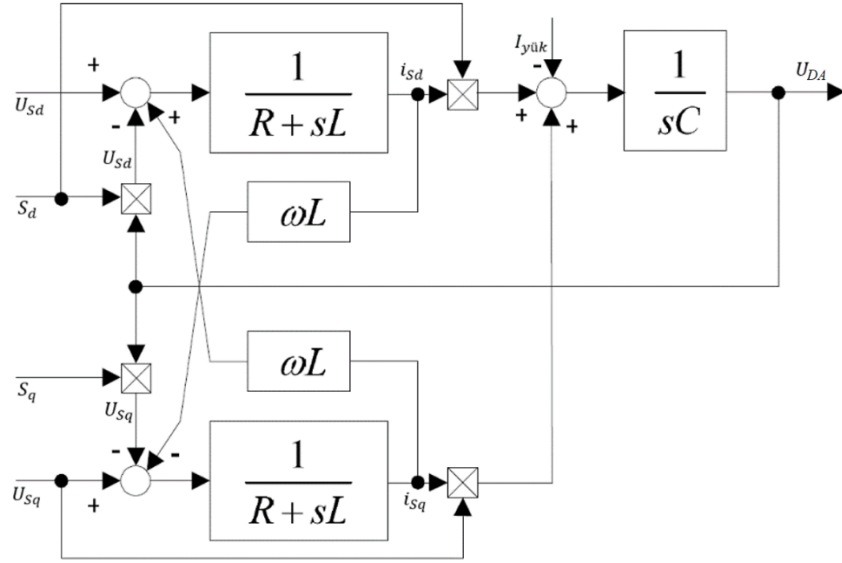 I_yük
U_DA
i_Sd
+
1
R + sL
-
1
sC
U_Sd
-
+
+
+
U_Sd
S_d
ωL
S_q
U_Sq
ωL
-
-
1
R + sL
U_Sq
+
i_Sq